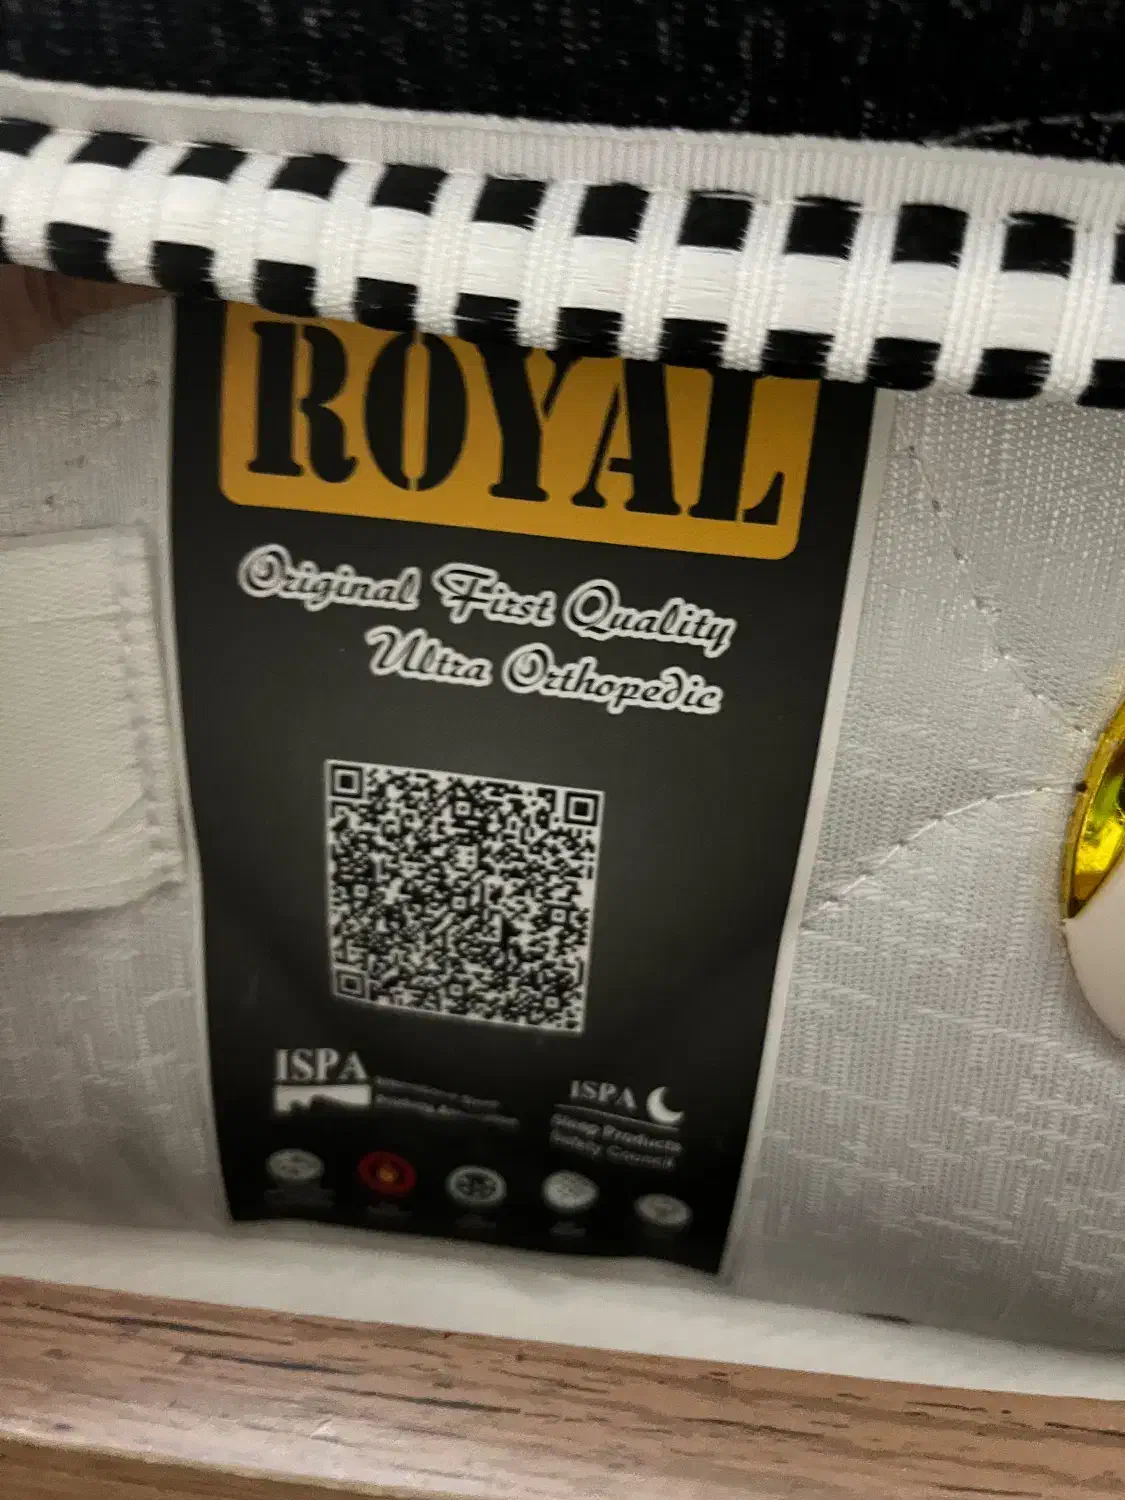 ROYAL
Original First Quality
Ultra Orthopedic
ISPA
ISPA
Sleep Products
Safety Council